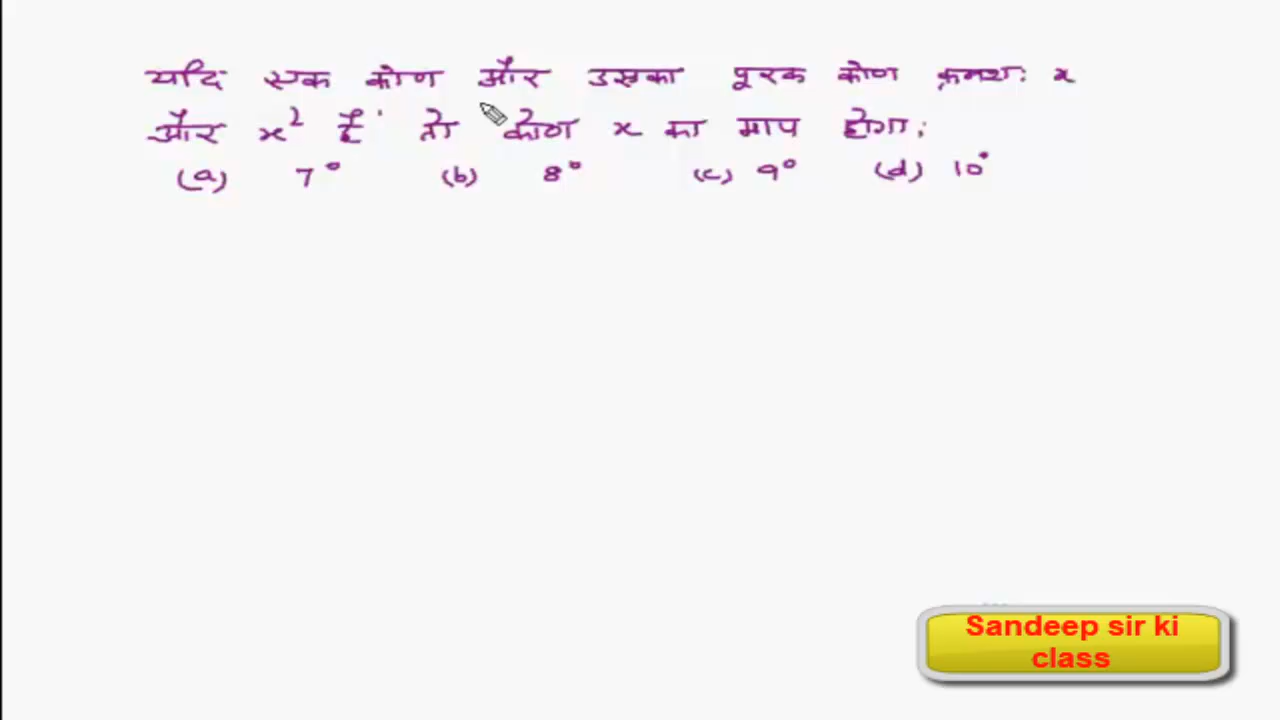 यदि एक कोण और उसका पूरक कोण क्रमशः x
और x² है तो कोण x का माप होगा:
(a) 7° (b) 8° (c) 9° (d) 10°
Sandeep sir ki
class